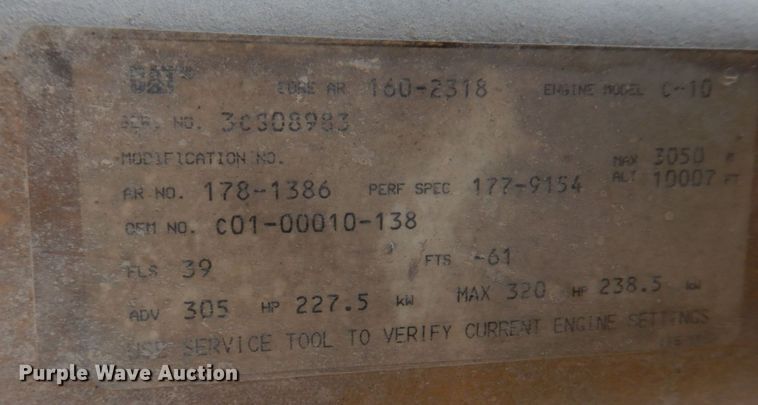 CAT CORE AR 160-2318 ENGINE MODEL C-10
SER. NO. 3CS08983
MODIFICATION NO.
AR NO. 178-1386 PERF SPEC 177-9154 MAX ALT 3050 M 10007 FT
OEM NO. C01-00010-138
FLS 39 FTS -61
ADV 305 HP 227.5 kW MAX 320 HP 238.5 kW
USE SERVICE TOOL TO VERIFY CURRENT ENGINE SETTINGS
Purple Wave Auction